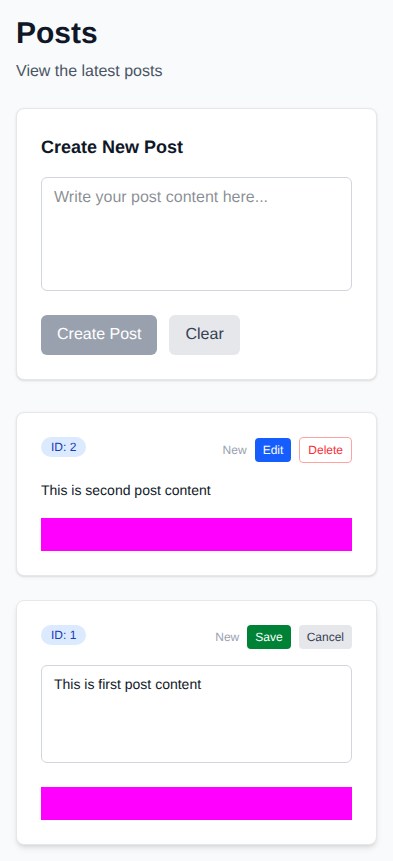 Posts
View the latest posts
Create New Post
Write your post content here...
Create Post Clear
ID: 2 New Edit Delete
This is second post content
ID: 1 New Save Cancel
This is first post content